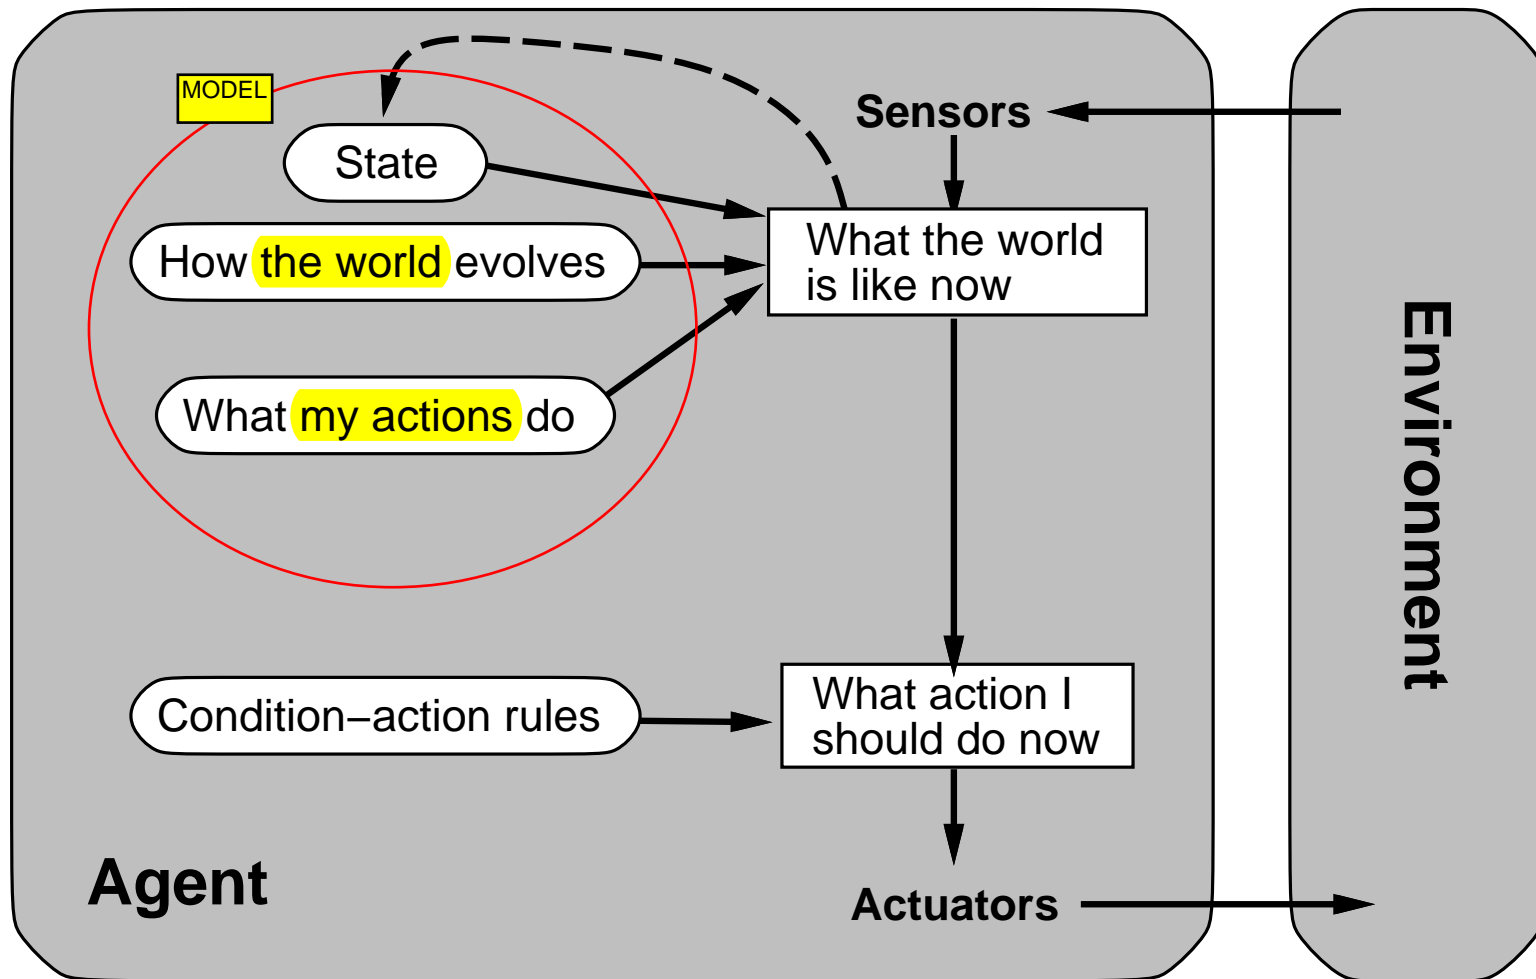 MODEL
Sensors
State
What the world
is like now
How the world evolves
What my actions do
Environment
Condition−action rules
What action I
should do now
Agent
Actuators